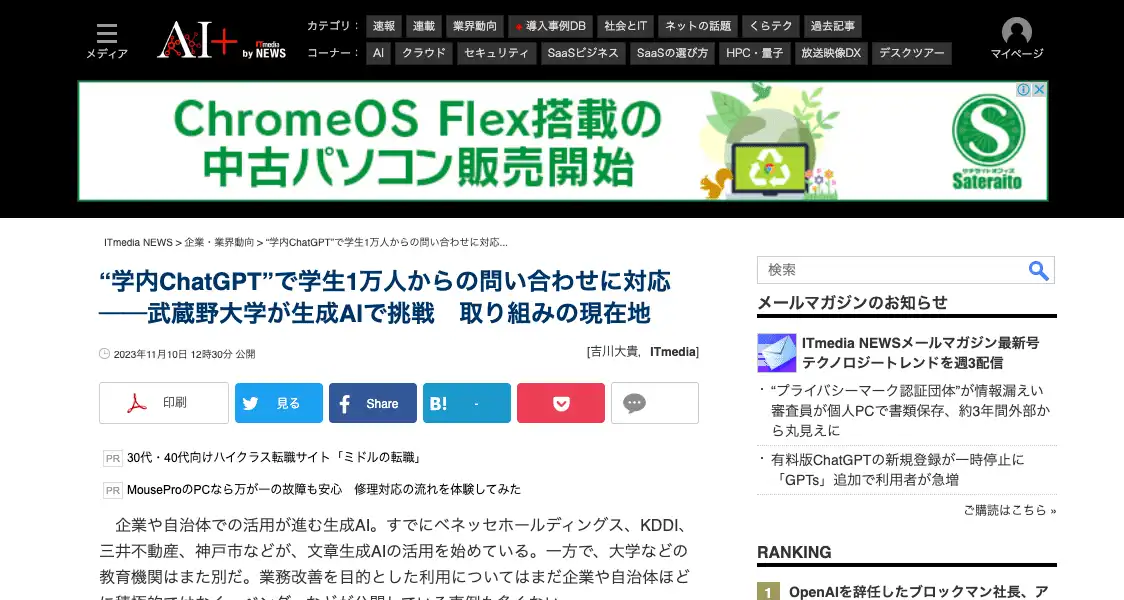 メディア
AI+ by ITmedia NEWS
カテゴリ： 速報 連載 業界動向 導入事例DB 社会とIT ネットの話題 くらテク 過去記事
コーナー： AI クラウド セキュリティ SaaSビジネス SaaSの選び方 HPC・量子 放送映像DX デスクツアー
マイページ
ChromeOS Flex搭載の
中古パソコン販売開始
S
サテライトオフィス
Sateraito
ITmedia NEWS > 企業・業界動向 > “学内ChatGPT”で学生1万人からの問い合わせに対応...
“学内ChatGPT”で学生1万人からの問い合わせに対応
――武蔵野大学が生成AIで挑戦　取り組みの現在地
2023年11月10日 12時30分 公開
[吉川大貴，ITmedia]
印刷 見る Share B! -
PR 30代・40代向けハイクラス転職サイト「ミドルの転職」
PR MouseProのPCなら万が一の故障も安心　修理対応の流れを体験してみた
企業や自治体での活用が進む生成AI。すでにベネッセホールディングス、KDDI、
三井不動産、神戸市などが、文章生成AIの活用を始めている。一方で、大学などの
教育機関はまた別だ。業務改善を目的とした利用についてはまだ企業や自治体ほど
検索
メールマガジンのお知らせ
ITmedia NEWSメールマガジン最新号
テクノロジートレンドを週3配信
・“プライバシーマーク認証団体”が情報漏えい
審査員が個人PCで書類保存、約3年間外部か
ら丸見えに
・有料版ChatGPTの新規登録が一時停止に
「GPTs」追加で利用者が急増
ご購読はこちら »
RANKING
1 OpenAIを辞任したブロックマン社長、ア